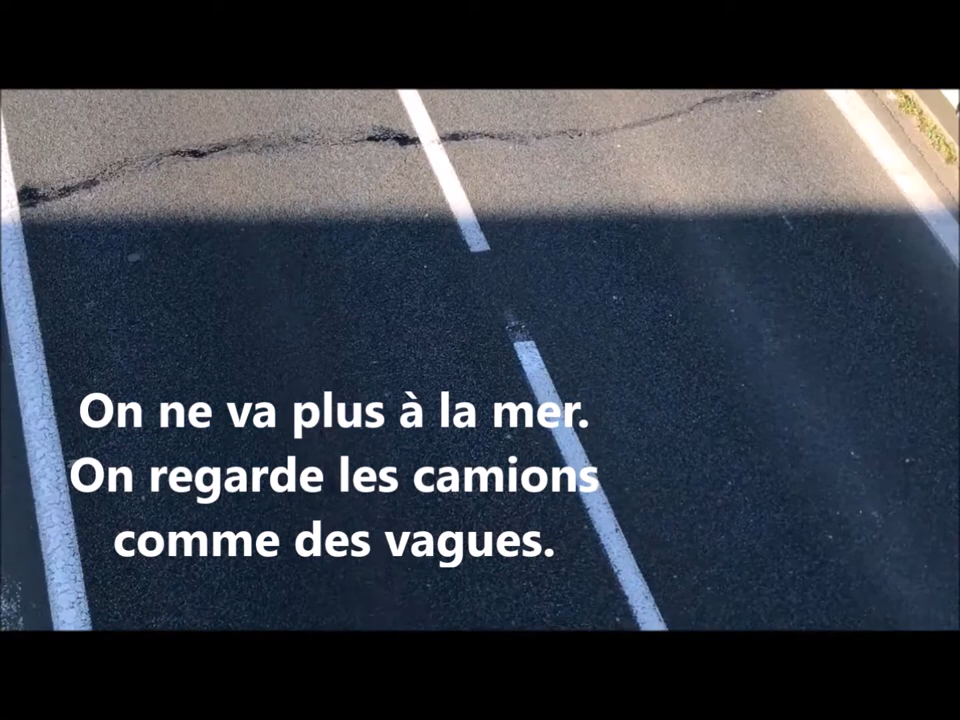 On ne va plus à la mer.
On regarde les camions
comme des vagues.